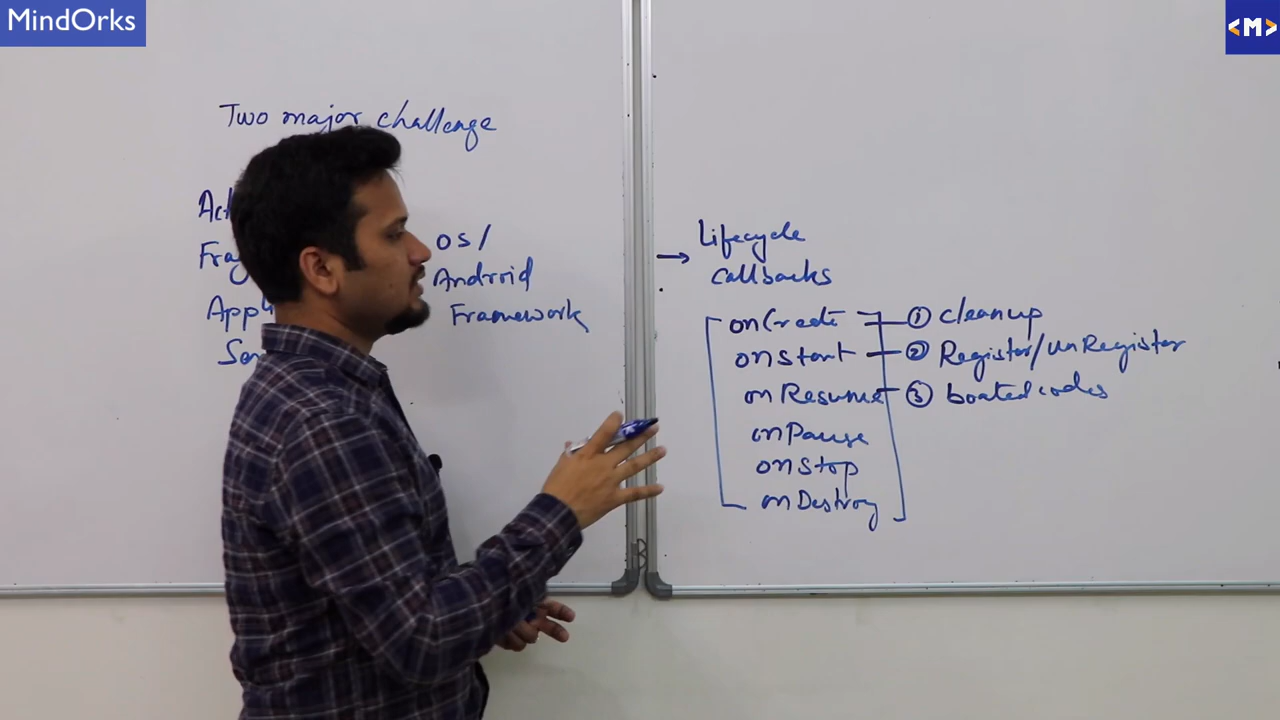 MindOrks
<M>
Two major challenge
OS/
Android
Framework
→ Lifecycle
callbacks
onCreate
onStart
onResume
onPause
onStop
onDestroy
① cleanup
② Register/unRegister
③ boated codes